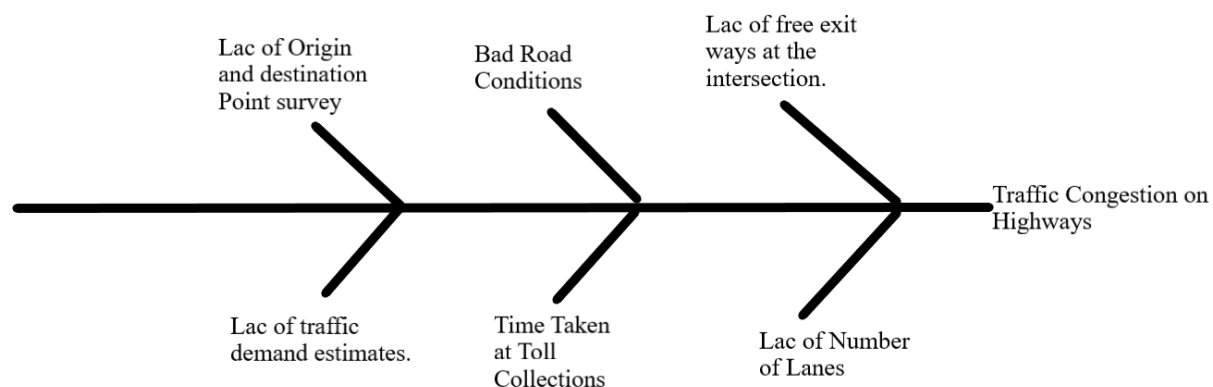 Lac of Origin
and destination
Point survey
Bad Road
Conditions
Lac of free exit
ways at the
intersection.
Traffic Congestion on
Highways
Lac of traffic
demand estimates.
Time Taken
at Toll
Collections
Lac of Number
of Lanes